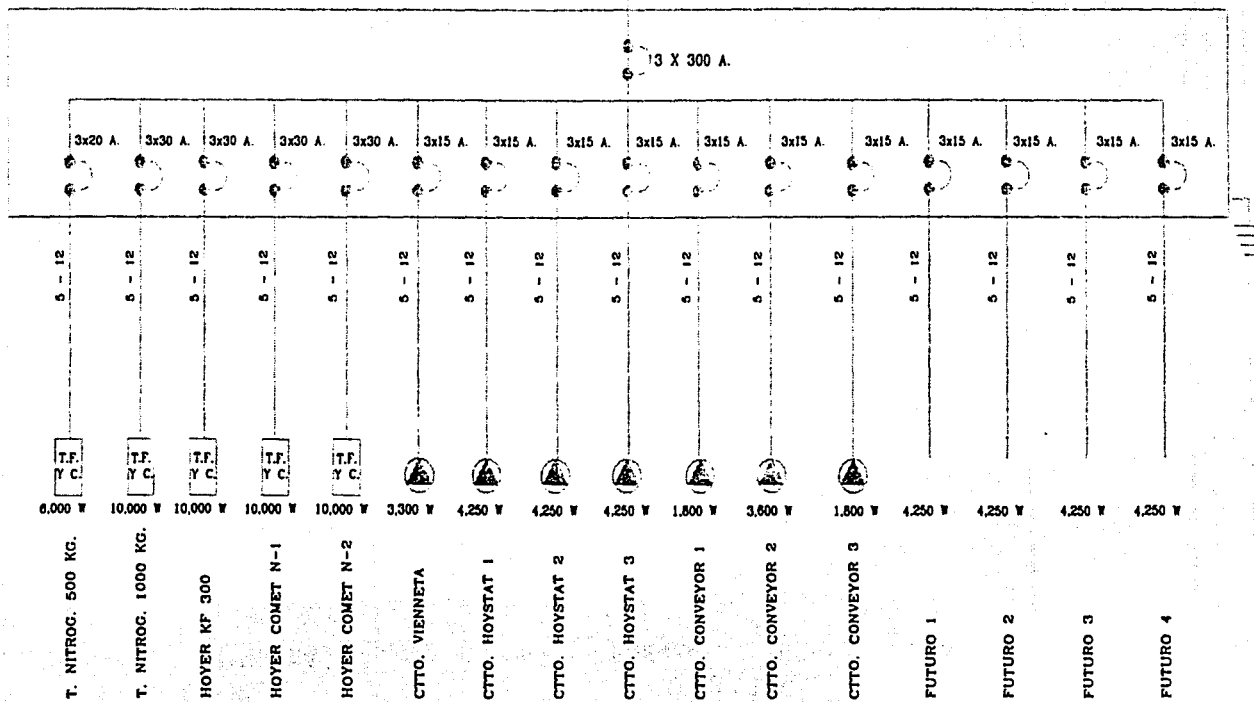 3 X 300 A.
3x20 A. 3x30 A. 3x30 A. 3x30 A. 3x30 A. 3x15 A. 3x15 A. 3x15 A. 3x15 A. 3x15 A. 3x15 A. 3x15 A. 3x15 A. 3x15 A. 3x15 A. 3x15 A.
5 - 12 5 - 12 5 - 12 5 - 12 5 - 12 5 - 12 5 - 12 5 - 12 5 - 12 5 - 12 5 - 12 5 - 12 5 - 12 5 - 12 5 - 12 5 - 12
T.F. T.F. T.F. T.F. T.F.
Y C. Y C. Y C. Y C. Y C.
6,000 W 10,000 W 10,000 W 10,000 W 10,000 W 3,300 W 4,250 W 4,250 W 4,250 W 1,800 W 3,600 W 1,800 W 4,250 W 4,250 W 4,250 W 4,250 W
T. NITROG. 500 KG.
T. NITROG. 1000 KG.
HOYER KF 300
HOYER COMET N-1
HOYER COMET N-2
CTTO. VIENNETA
CTTO. HOYSTAT 1
CTTO. HOYSTAT 2
CTTO. HOYSTAT 3
CTTO. CONVEYOR 1
CTTO. CONVEYOR 2
CTTO. CONVEYOR 3
FUTURO 1
FUTURO 2
FUTURO 3
FUTURO 4